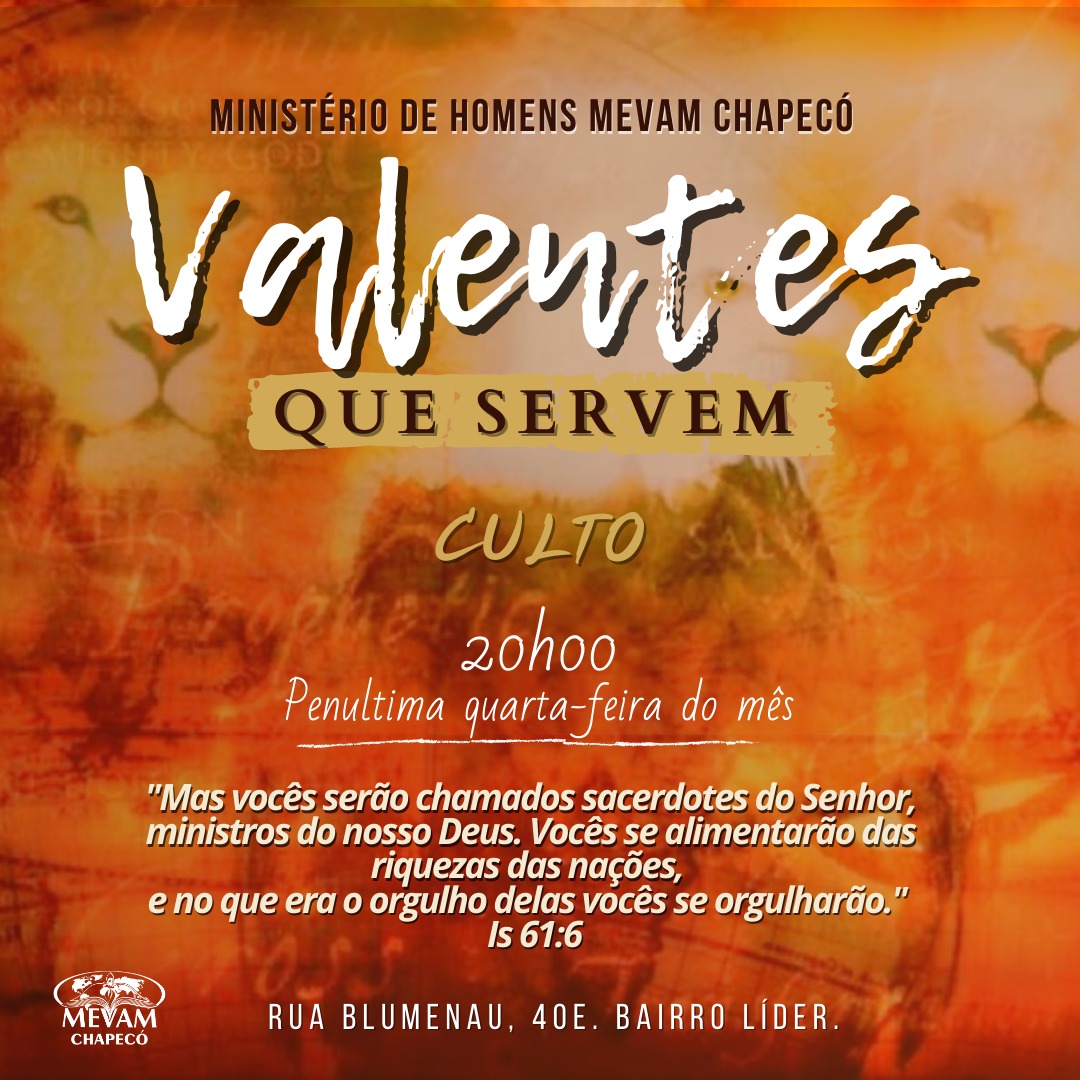 MINISTÉRIO DE HOMENS MEVAM CHAPECÓ
Valentes
QUE SERVEM
CULTO
20h00
Penultima quarta-feira do mês
"Mas vocês serão chamados sacerdotes do Senhor,
ministros do nosso Deus. Vocês se alimentarão das
riquezas das nações,
e no que era o orgulho delas vocês se orgulharão."
Is 61:6
MEVAM
CHAPECÓ
RUA BLUMENAU, 40E. BAIRRO LÍDER.